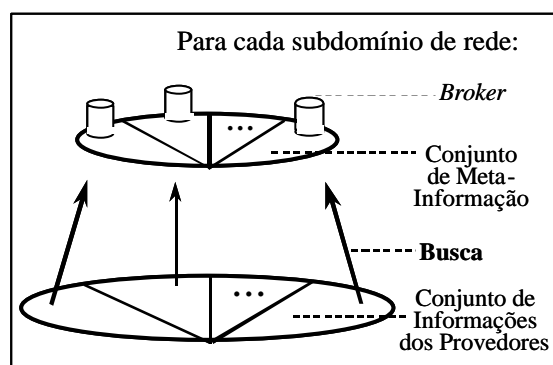 Para cada subdomínio de rede:
Broker
...
Conjunto
de Meta-
Informação
Busca
...
Conjunto de
Informações
dos Provedores